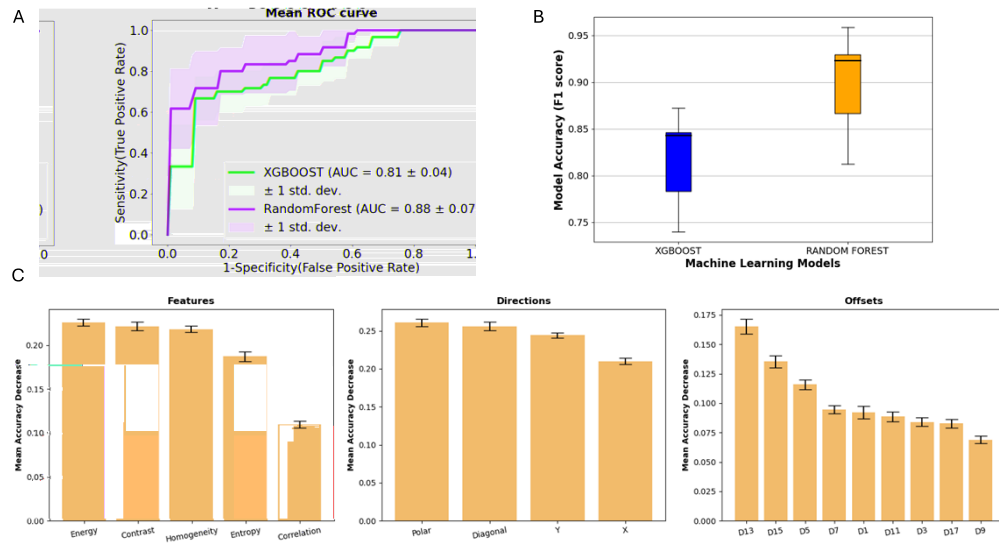 A
Mean ROC curve
Sensitivity(True Positive Rate)
1.0
0.8
0.6
0.4
0.2
0.0
XGBOOST (AUC = 0.81 ± 0.04)
± 1 std. dev.
RandomForest (AUC = 0.88 ± 0.07
± 1 std. dev.
0 0.0 0.2 0.4 0.6 0.8 1.
1-Specificity(False Positive Rate)
B
Model Accuracy (F1 score)
0.95
0.90
0.85
0.80
0.75
XGBOOST RANDOM FOREST
Machine Learning Models
C
Features
Mean Accuracy Decrease
0.20
0.15
0.10
0.05
0.00
Energy Contrast Homogeneity Entropy Correlation
Directions
Mean Accuracy Decrease
0.25
0.20
0.15
0.10
0.05
0.00
Polar Diagonal Y X
Offsets
Mean Accuracy Decrease
0.175
0.150
0.125
0.100
0.075
0.050
0.025
0.000
D13 D15 D5 D7 D1 D11 D3 D17 D9